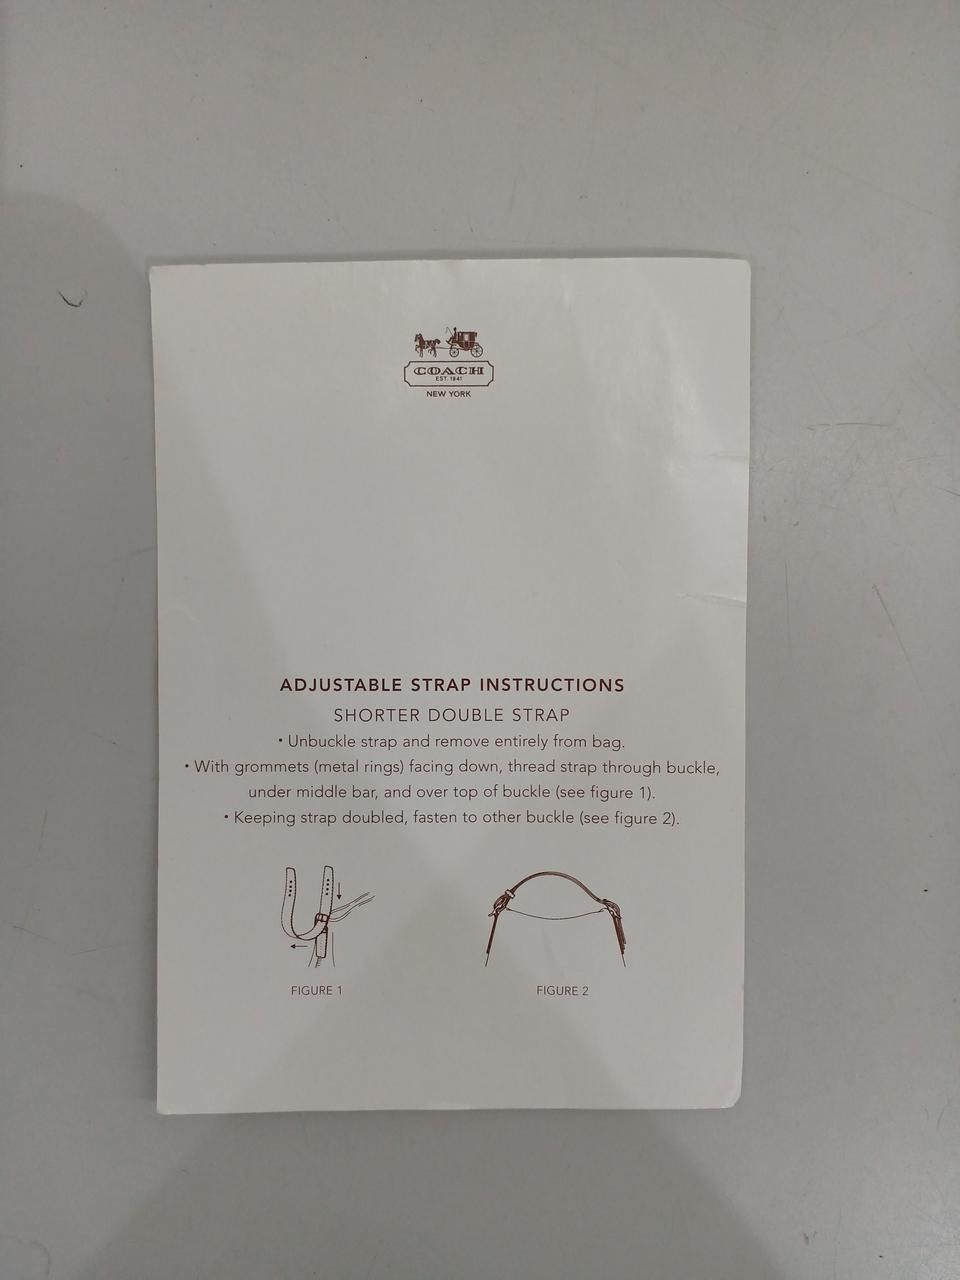 COACH
EST. 1941
NEW YORK
ADJUSTABLE STRAP INSTRUCTIONS
SHORTER DOUBLE STRAP
• Unbuckle strap and remove entirely from bag.
• With grommets (metal rings) facing down, thread strap through buckle,
under middle bar, and over top of buckle (see figure 1).
• Keeping strap doubled, fasten to other buckle (see figure 2).
FIGURE 1
FIGURE 2